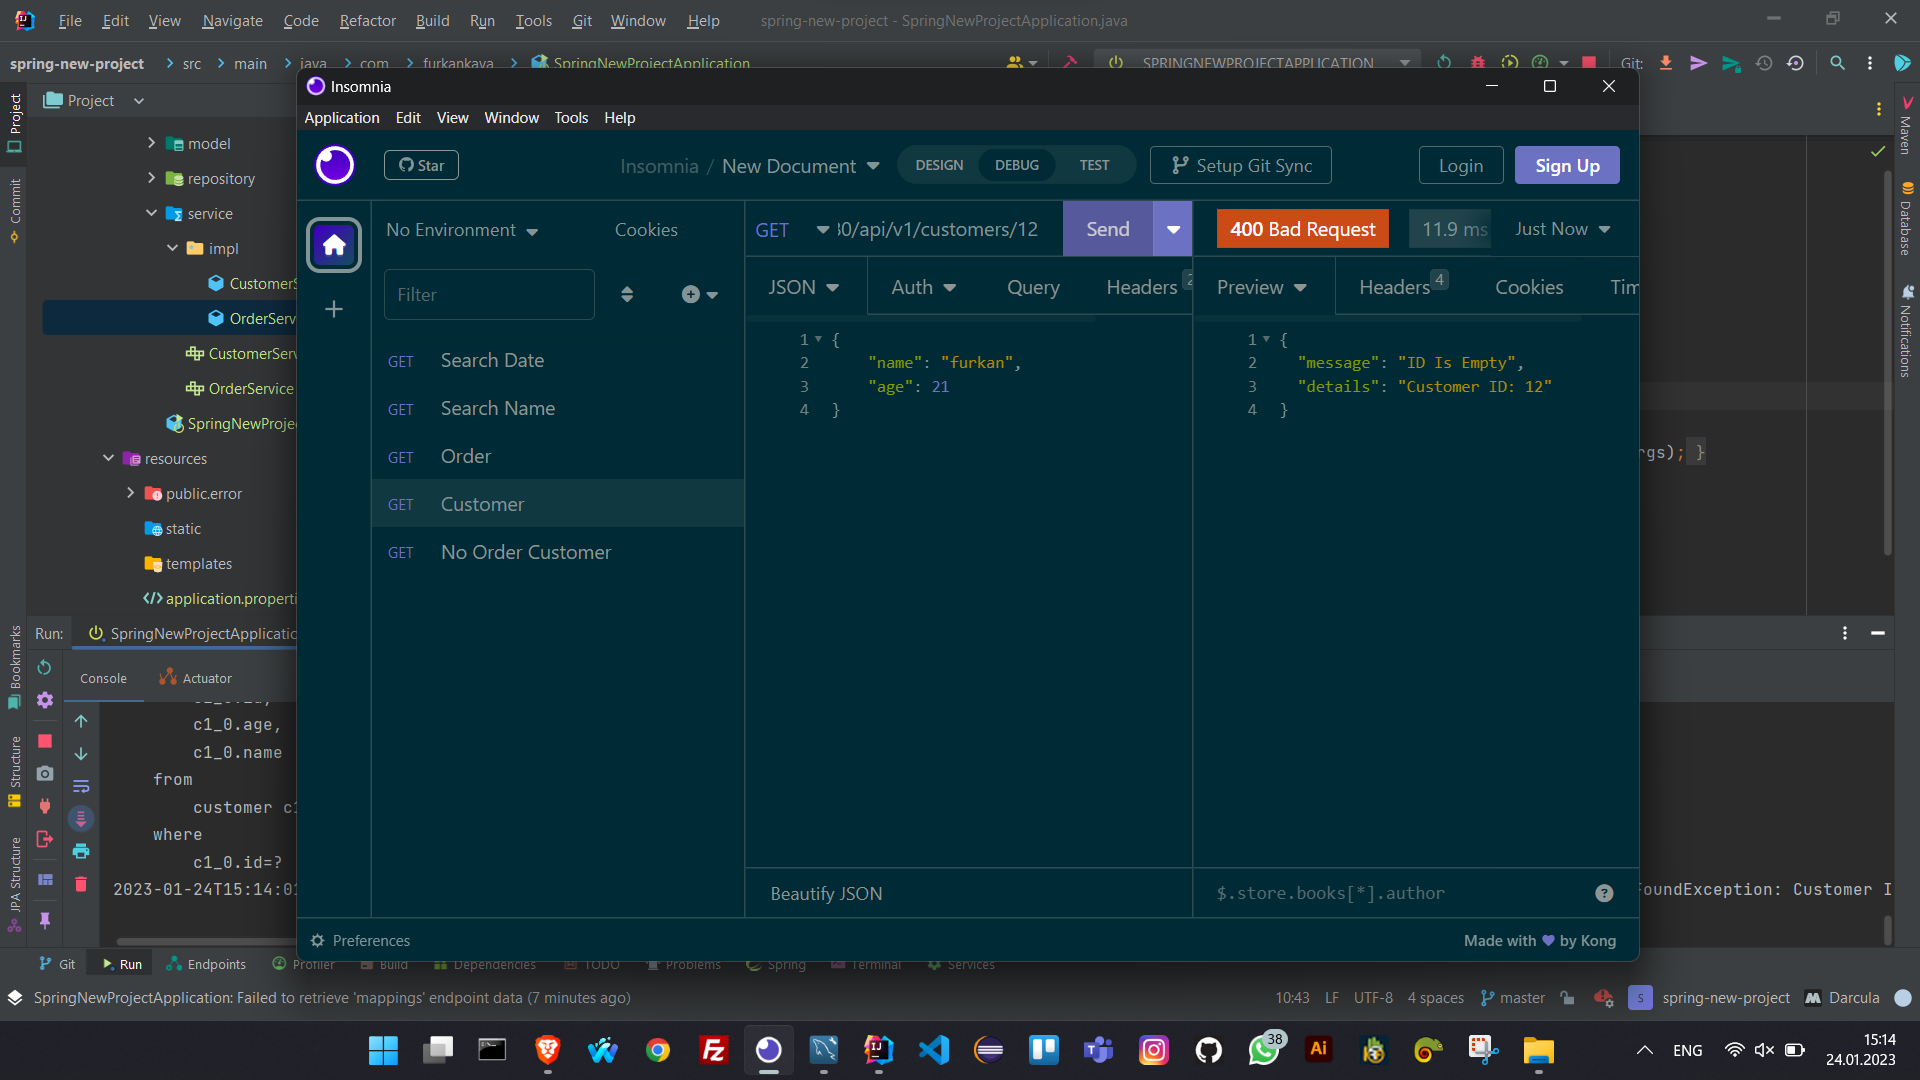 File Edit View Navigate Code Refactor Build Run Tools Git Window Help spring-new-project - SpringNewProjectApplication.java
spring-new-project src main java com furkankaya SpringNewProjectApplication SPRINGNEWPROJECTAPPLICATION Git:
Project
model
repository
service
impl
CustomerS
OrderServ
CustomerServ
OrderService
SpringNewProje
resources
public.error
static
templates
application.properti
Project
Commit
Bookmarks
Structure
JPA Structure
Maven
Database
Notifications
Insomnia
Application Edit View Window Tools Help
Star
Insomnia / New Document
DESIGN DEBUG TEST
Setup Git Sync
Login
Sign Up
No Environment
Cookies
Filter
GET Search Date
GET Search Name
GET Order
GET Customer
GET No Order Customer
GET 30/api/v1/customers/12 Send
JSON Auth Query Headers 2
1 {
2 "name": "furkan",
3 "age": 21
4 }
Beautify JSON
400 Bad Request 11.9 ms Just Now
Preview Headers 4 Cookies Tim
1 {
2 "message": "ID Is Empty",
3 "details": "Customer ID: 12"
4 }
$.store.books[*].author
?
Preferences
Made with by Kong
rgs); }
Run: SpringNewProjectApplicatio
Console Actuator
c1_0.id,
c1_0.age,
c1_0.name
from
customer c1
where
c1_0.id=?
2023-01-24T15:14:01
oundException: Customer I
Git Run Endpoints Profiler Build Dependencies TODO Problems Spring Terminal Services
SpringNewProjectApplication: Failed to retrieve 'mappings' endpoint data (7 minutes ago)
10:43 LF UTF-8 4 spaces master S spring-new-project Darcula
38
Fz
IJ
Ai
ENG
15:14
24.01.2023